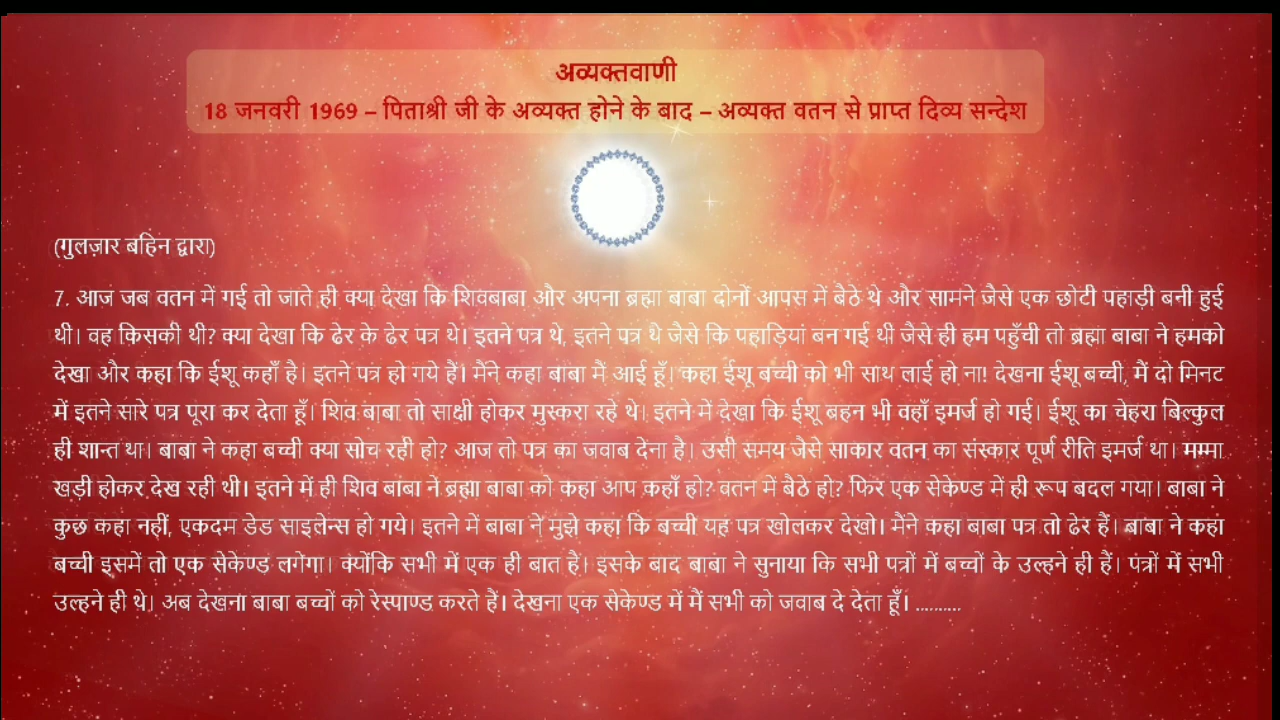 अव्यक्तवाणी
18 जनवरी 1969 – पिताश्री जी के अव्यक्त होने के बाद – अव्यक्त वतन से प्राप्त दिव्य सन्देश
(गुलज़ार बहिन द्वारा)
7. आज जब वतन में गई तो जाते ही क्या देखा कि शिवबाबा और अपना ब्रह्मा बाबा दोनों आपस में बैठे थे और सामने जैसे एक छोटी पहाड़ी बनी हुई
थी। वह किसकी थी? क्या देखा कि ढेर के ढेर पत्र थे। इतने पत्र थे, इतने पत्र थे जैसे कि पहाड़ियां बन गई थी जैसे ही हम पहुँची तो ब्रह्मा बाबा ने हमको
देखा और कहा कि ईशू कहाँ है। इतने पत्र हो गये हैं। मैंने कहा बाबा मैं आई हूँ। कहा ईशू बच्ची को भी साथ लाई हो ना! देखना ईशू बच्ची, मैं दो मिनट
में इतने सारे पत्र पूरा कर देता हूँ। शिव बाबा तो साक्षी होकर मुस्करा रहे थे। इतने में देखा कि ईशू बहन भी वहाँ इमर्ज हो गई। ईशू का चेहरा बिल्कुल
ही शान्त था। बाबा ने कहा बच्ची क्या सोच रही हो? आज तो पत्र का जवाब देना है। उसी समय जैसे साकार वतन का संस्कार पूर्ण रीति इमर्ज था। मम्मा
खड़ी होकर देख रही थी। इतने में ही शिव बाबा ने ब्रह्मा बाबा को कहा आप कहाँ हो? वतन में बैठे हो? फिर एक सेकेण्ड में ही रूप बदल गया। बाबा ने
कुछ कहा नहीं, एकदम डेड साइलेन्स हो गये। इतने में बाबा ने मुझे कहा कि बच्ची यह पत्र खोलकर देखो। मैंने कहा बाबा पत्र तो ढेर हैं। बाबा ने कहा
बच्ची इसमें तो एक सेकेण्ड लगेंगा। क्योंकि सभी में एक ही बात है। इसके बाद बाबा ने सुनाया कि सभी पत्रों में बच्चों के उल्हने ही हैं। पत्रों में सभी
उल्हने ही थे। अब देखना बाबा बच्चों को रेस्पाण्ड करते हैं। देखना एक सेकेण्ड में मैं सभी को जवाब दे देता हूँ। ..........